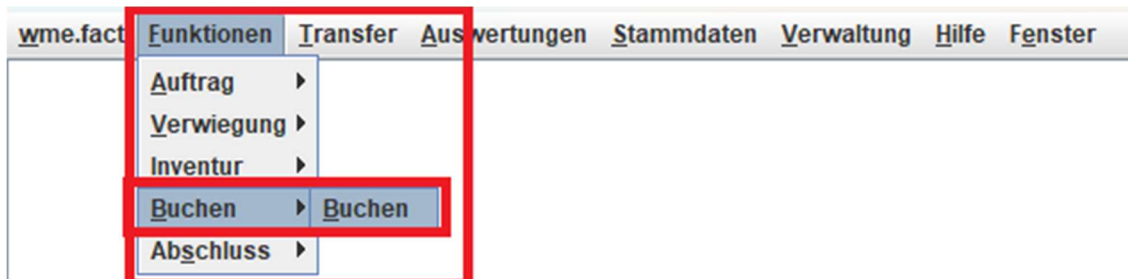 wme.fact Funktionen Transfer Auswertungen Stammdaten Verwaltung Hilfe Fenster
Auftrag
Verwiegung
Inventur
Buchen Buchen
Abschluss